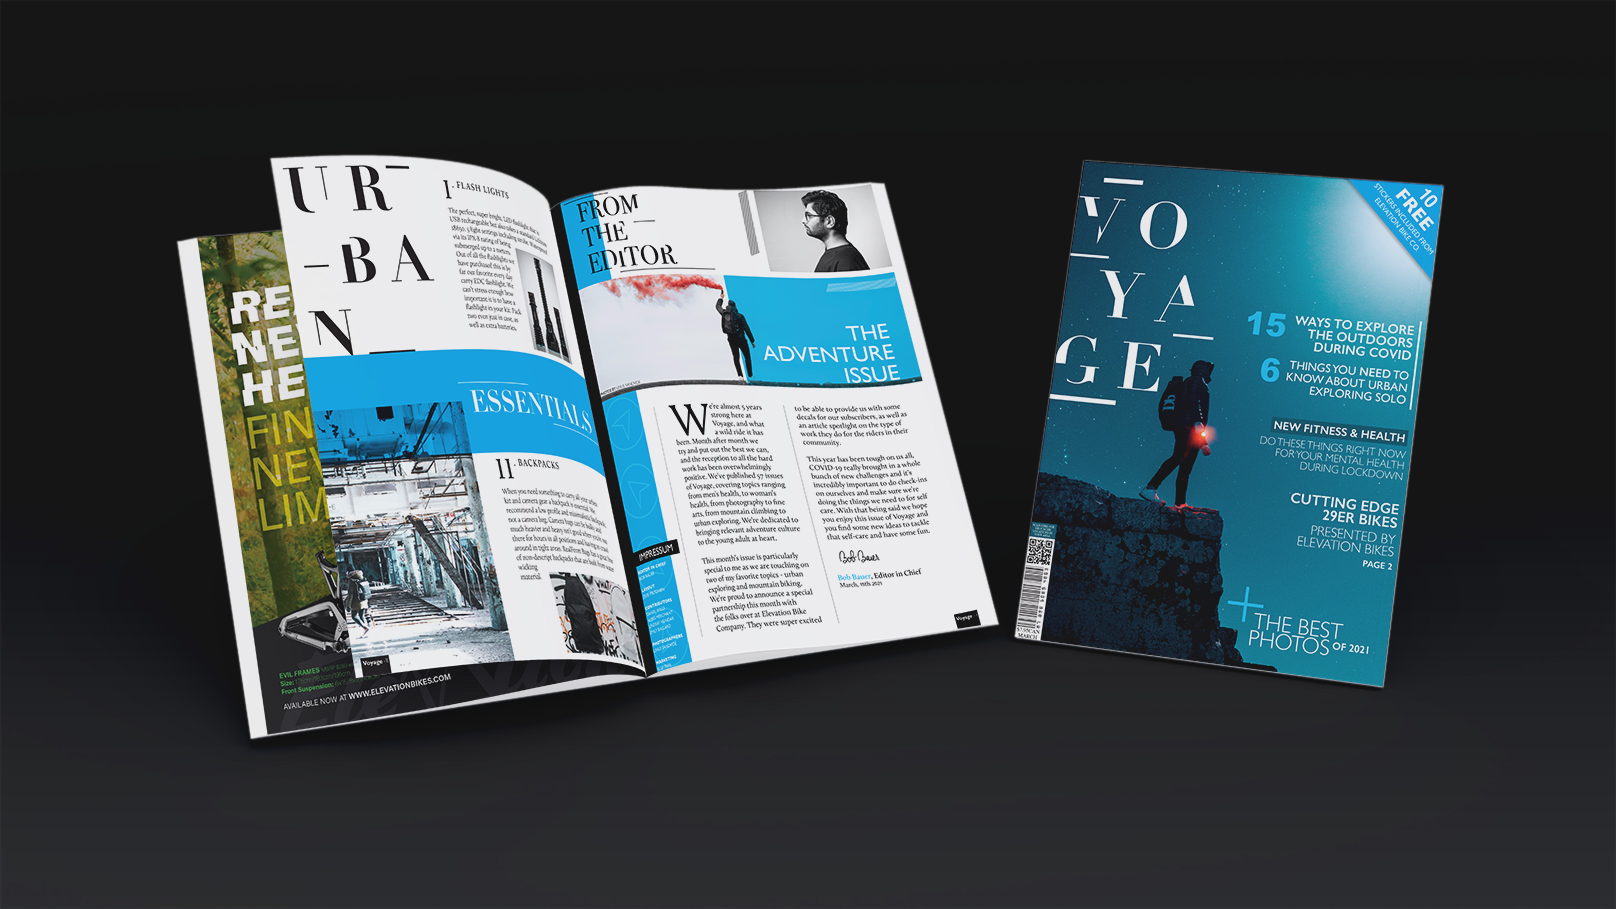 RE
NE
HE
FIN
NEV
LIM
EVIL FRAMES
Size:
Front Suspension:
AVAILABLE NOW AT WWW.ELEVATIONBIKES.COM
UR
-BA
N_
I. FLASH LIGHTS
The perfect, super bright, LED flashlight that is
USB rechargeable but also offers a standard
18650. 5 light settings including strobe. Waterproof
via its IPX-8 rating of being
submerged up to 2 meters.
Out of all the flashlights we
have purchased this is by
far our favorite every day
carry EDC flashlight. We
can't stress enough how
important it is to have a
flashlight in your kit. Pack
two even just in case, as
well as extra batteries.
ESSENTIALS
II. BACKPACKS
When you need something to carry all your urbex
kit and camera gear a backpack is essential. We
recommend a low profile and minimalistic backpack,
not a camera bag. Camera bags can be bulky, and
much heavier and heavy isn't good when you're out
there for hours in all positions and having to crawl
around in tight areas.
of non-descript backpacks that are built from water
wicking
material.
Voyage
FROM
THE
EDITOR
THE
ADVENTURE
ISSUE
We're almost 5 years
strong here at
Voyage, and what
a wild ride it has
been. Month after month we
try and put out the best we can,
and the reception to all the hard
work has been overwhelmingly
positive. We've published 57 issues
of Voyage, covering topics ranging
from men's health, to woman's
health, from photography to fine
arts, from mountain climbing to
urban exploring. We're dedicated to
bringing relevant adventure culture
to the young adult at heart.
This month's issue is particularly
special to me as we are touching on
two of my favorite topics - urban
exploring and mountain biking.
We're proud to announce a special
partnership this month with
the folks over at Elevation Bike
Company. They were super excited
to be able to provide us with some
decals for our subscribers, as well as
an article spotlight on the type of
work they do for the riders in their
community.
This year has been tough on us all,
COVID-19 really brought in a whole
bunch of new challenges and it's
incredibly important to do check-ins
on ourselves and make sure we're
doing the things we need for self
care. With that being said we hope
you enjoy this issue of Voyage and
you find some new ideas to tackle
that self-care and have some fun.
Bob Bauer
Bob Bauer, Editor in Chief
March, 11th 2021
IMPRESSUM
EDITOR IN CHIEF
LAYOUT
CONTRIBUTORS
PHOTOGRAPHERS
MARKETING
Voyage
VO
YA
GE
10
FREE
STICKERS INCLUDED FROM
ELEVATION BIKE CO.
15 WAYS TO EXPLORE
THE OUTDOORS
DURING COVID
6 THINGS YOU NEED TO
KNOW ABOUT URBAN
EXPLORING SOLO
NEW FITNESS & HEALTH
DO THESE THINGS RIGHT NOW
FOR YOUR MENTAL HEALTH
DURING LOCKDOWN
CUTTING EDGE
29ER BIKES
PRESENTED BY
ELEVATION BIKES
PAGE 2
+THE BEST
PHOTOS OF 2021
MARCH